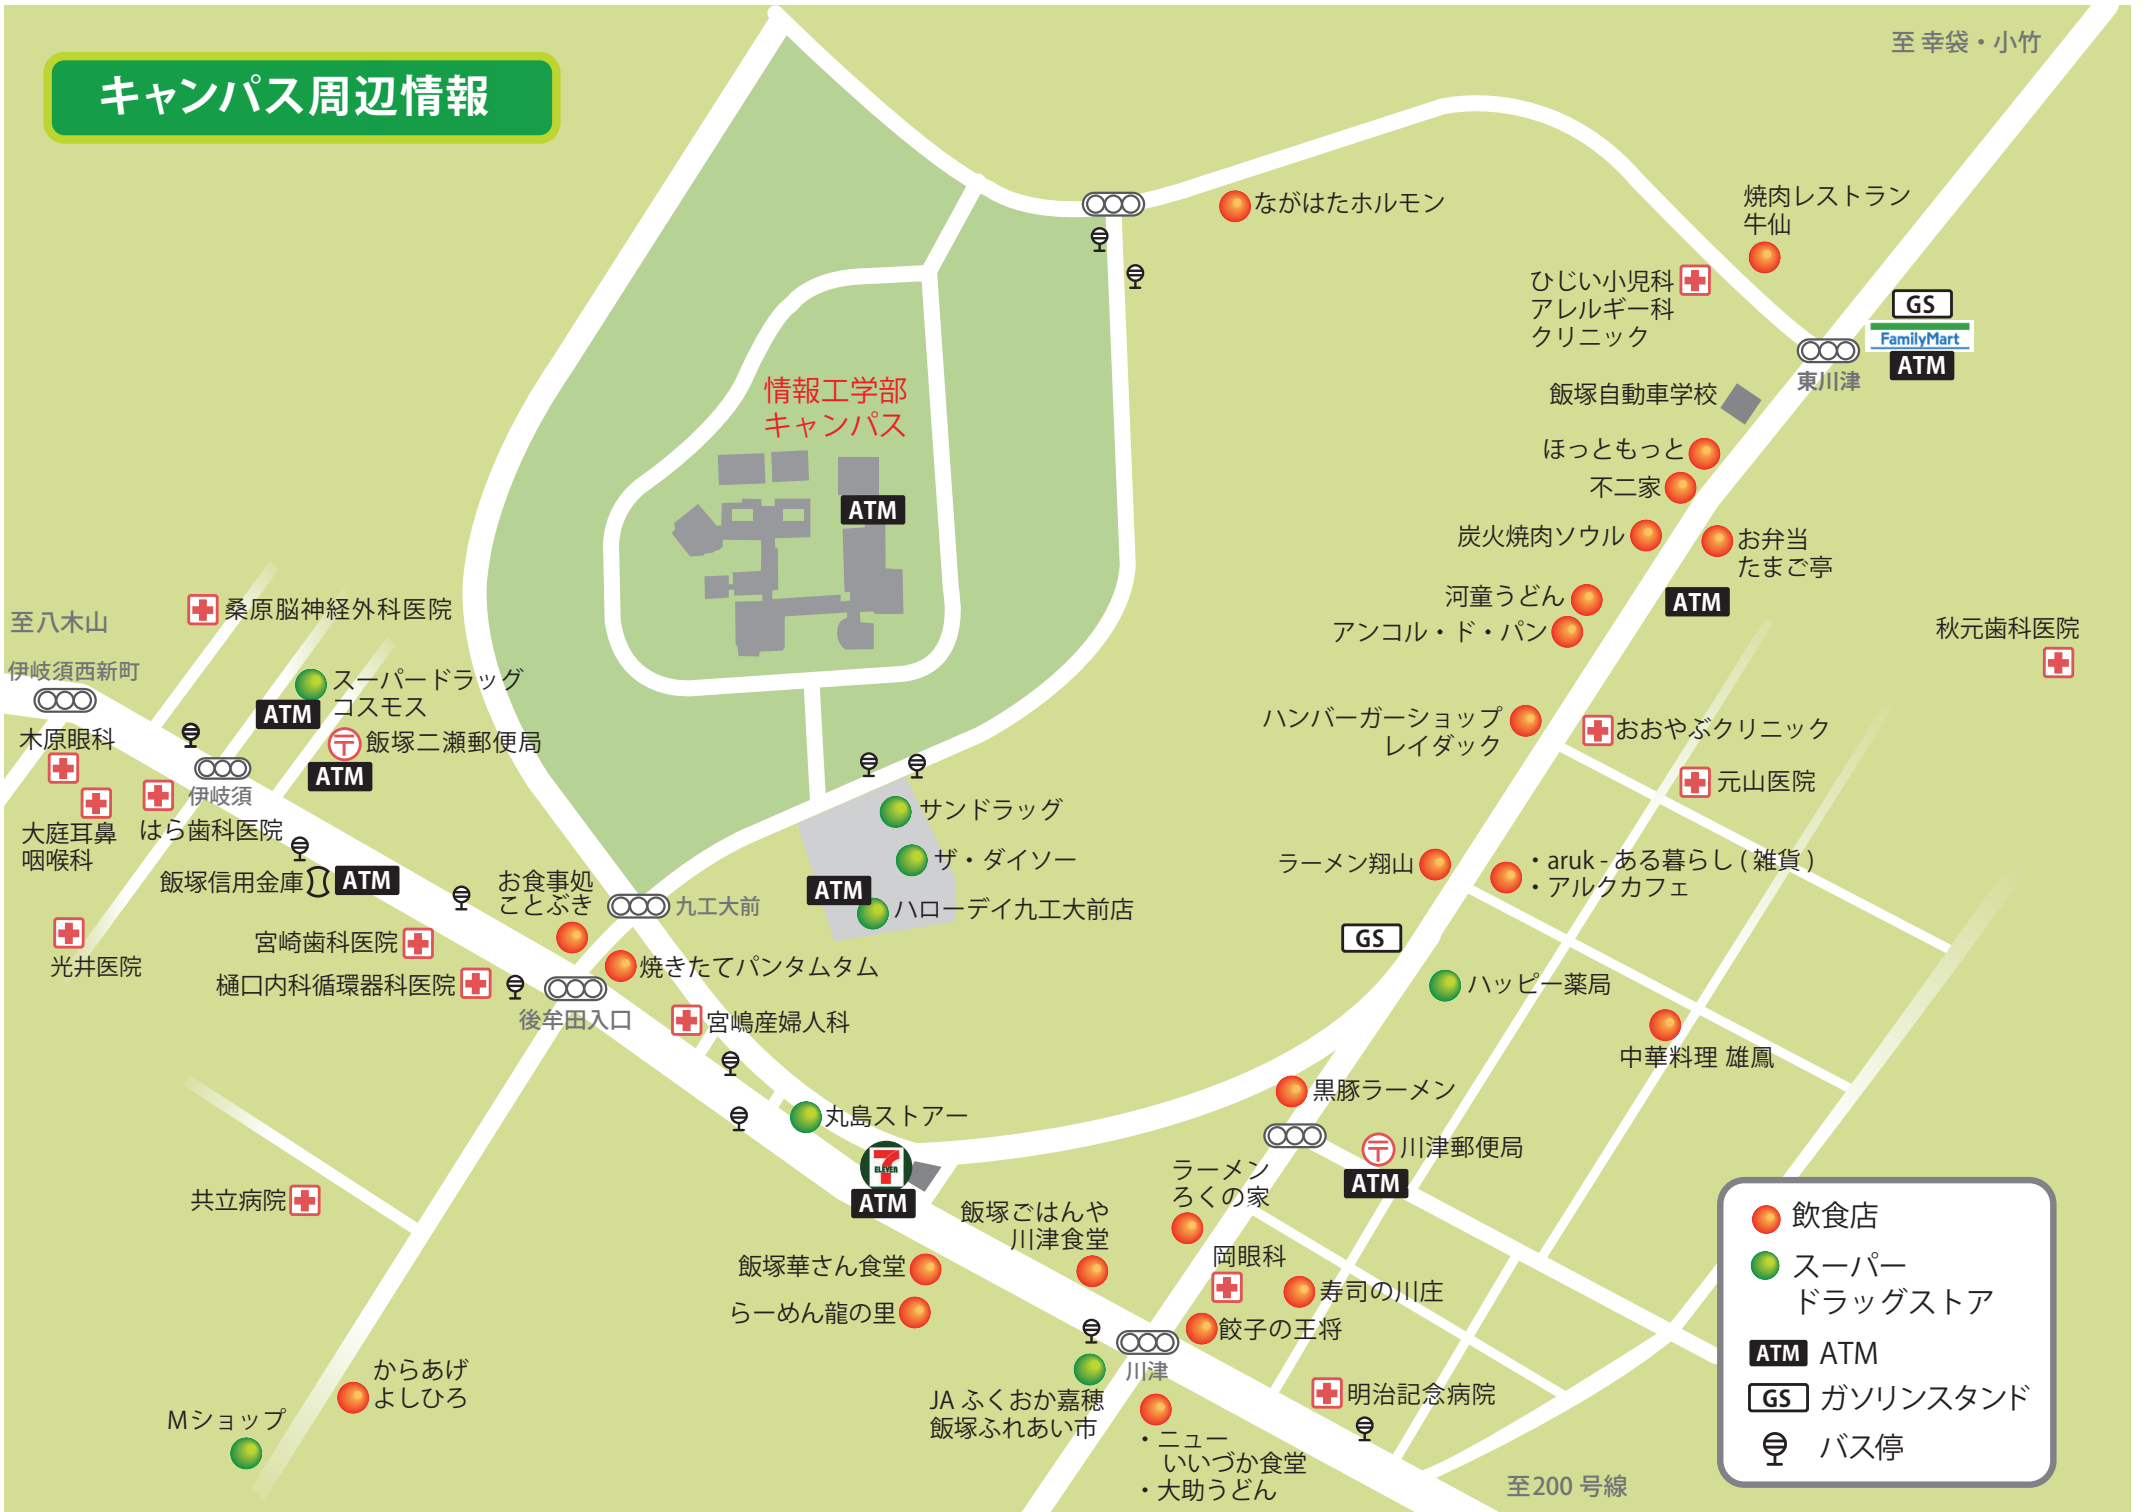 キャンパス周辺情報
至 幸袋・小竹
ながはたホルモン
焼肉レストラン
牛仙
ひじい小児科
アレルギー科
クリニック
GS
FamilyMart
ATM
東川津
飯塚自動車学校
情報工学部
キャンパス
ATM
ほっともっと
不二家
炭火焼肉ソウル
お弁当
たまご亭
河童うどん
ATM
アンコル・ド・パン
秋元歯科医院
桑原脳神経外科医院
至八木山
伊岐須西新町
スーパードラッグ
コスモス
ATM
木原眼科
飯塚二瀬郵便局
ATM
伊岐須
大庭耳鼻
咽喉科
はら歯科医院
飯塚信用金庫
ATM
光井医院
宮崎歯科医院
樋口内科循環器科医院
お食事処
ことぶき
九工大前
焼きたてパンタムタム
後牟田入口
宮嶋産婦人科
サンドラッグ
ザ・ダイソー
ATM
ハローデイ九工大前店
ハンバーガーショップ
レイダック
おおやぶクリニック
元山医院
ラーメン翔山
・aruk - ある暮らし ( 雑貨 )
・アルクカフェ
GS
ハッピー薬局
中華料理 雄鳳
黒豚ラーメン
川津郵便局
ATM
丸島ストアー
7
ELEVEN
ATM
ラーメン
ろくの家
飯塚ごはんや
川津食堂
岡眼科
寿司の川庄
餃子の王将
飯塚華さん食堂
らーめん龍の里
共立病院
からあげ
よしひろ
Mショップ
川津
JA ふくおか嘉穂
飯塚ふれあい市
・ニュー
いいづか食堂
・大助うどん
明治記念病院
至200 号線
飲食店
スーパー
ドラッグストア
ATM ATM
GS ガソリンスタンド
バス停